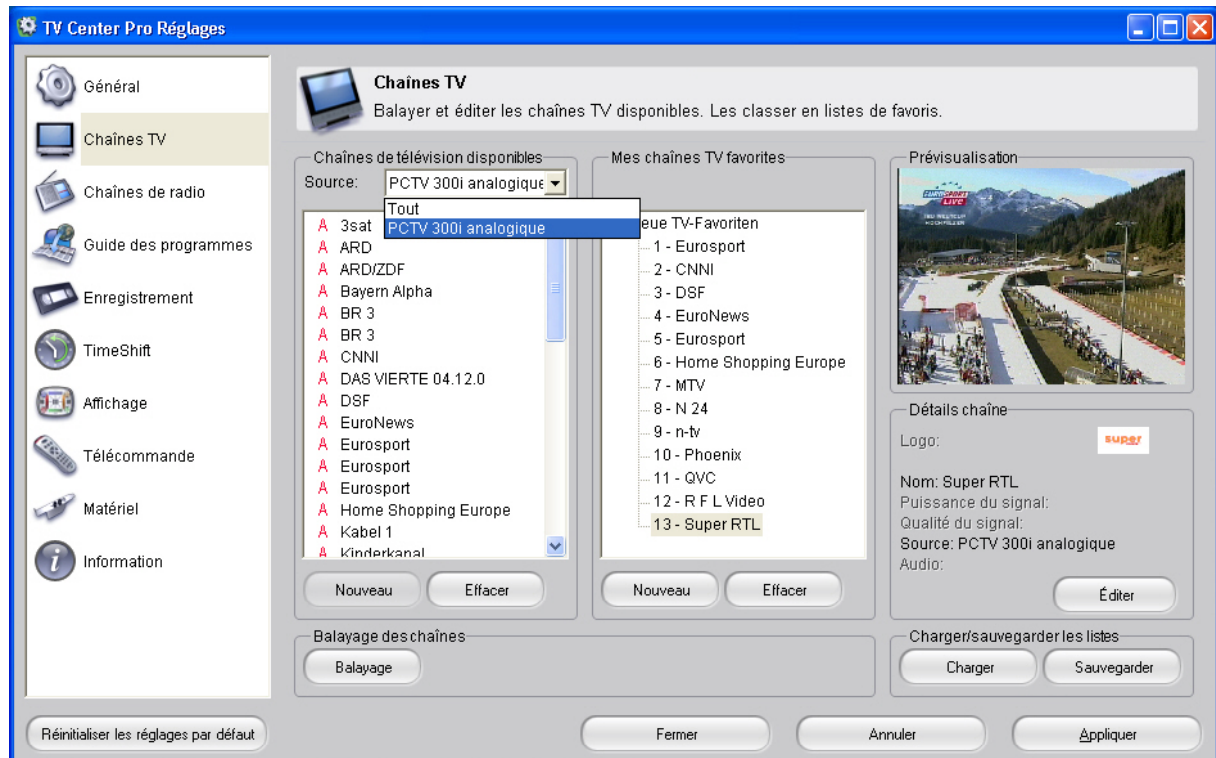 TV Center Pro Réglages
Général
Chaînes TV
Chaînes de radio
Guide des programmes
Enregistrement
TimeShift
Affichage
Télécommande
Matériel
Information
Chaînes TV
Balayer et éditer les chaînes TV disponibles. Les classer en listes de favoris.
Chaînes de télévision disponibles
Source: PCTV 300i analogique
Tout
PCTV 300i analogique
A 3sat
A ARD
A ARD/ZDF
A Bayern Alpha
A BR 3
A BR 3
A CNNI
A DAS VIERTE 04.12.0
A DSF
A EuroNews
A Eurosport
A Eurosport
A Eurosport
A Home Shopping Europe
A Kabel 1
A Kinderkanal
Nouveau Effacer
Mes chaînes TV favorites
eue TV-Favoriten
1 - Eurosport
2 - CNNI
3 - DSF
4 - EuroNews
5 - Eurosport
6 - Home Shopping Europe
7 - MTV
8 - N 24
9 - n-tv
10 - Phoenix
11 - QVC
12 - R F L Video
13 - Super RTL
Nouveau Effacer
Prévisualisation
EUROSPORT
LIVE
Détails chaîne
Logo: super
Nom: Super RTL
Puissance du signal:
Qualité du signal:
Source: PCTV 300i analogique
Audio:
Éditer
Balayage des chaînes
Balayage
Charger/sauvegarder les listes
Charger Sauvegarder
Réinitialiser les réglages par défaut
Fermer Annuler Appliquer